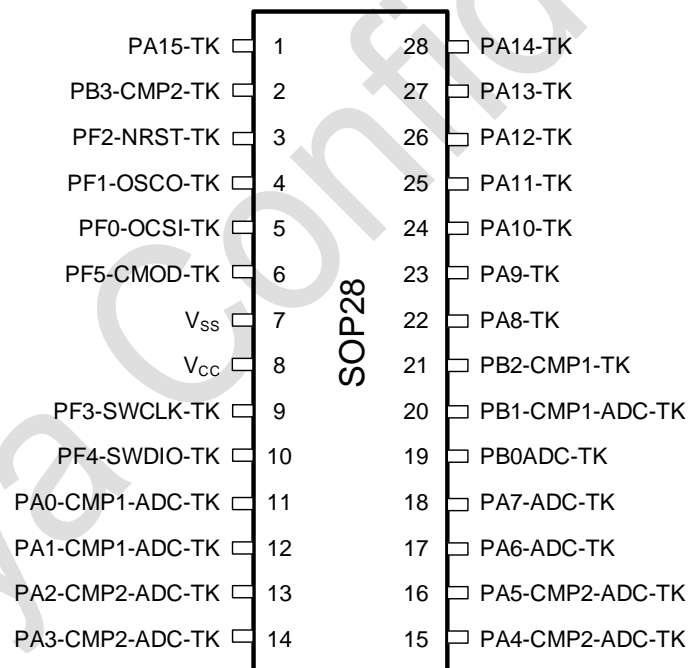 PA15-TK 1 28 PA14-TK
PB3-CMP2-TK 2 27 PA13-TK
PF2-NRST-TK 3 26 PA12-TK
PF1-OSCO-TK 4 25 PA11-TK
PF0-OCSI-TK 5 24 PA10-TK
PF5-CMOD-TK 6 23 PA9-TK
VSS 7 22 PA8-TK
VCC 8 21 PB2-CMP1-TK
PF3-SWCLK-TK 9 20 PB1-CMP1-ADC-TK
PF4-SWDIO-TK 10 19 PB0ADC-TK
PA0-CMP1-ADC-TK 11 18 PA7-ADC-TK
PA1-CMP1-ADC-TK 12 17 PA6-ADC-TK
PA2-CMP2-ADC-TK 13 16 PA5-CMP2-ADC-TK
PA3-CMP2-ADC-TK 14 15 PA4-CMP2-ADC-TK
SOP28
ya Confid